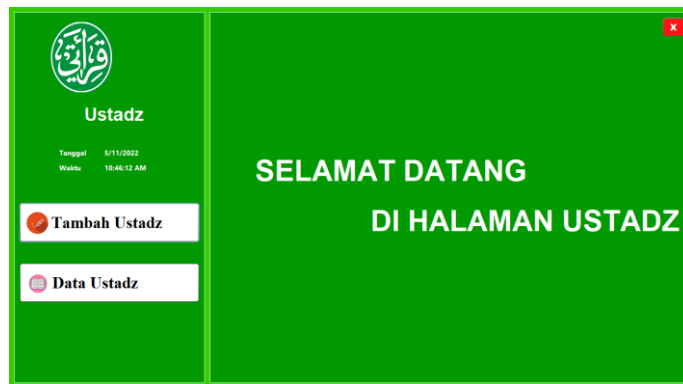 قرآءتي
Ustadz
Tanggal 5/11/2022
Waktu 10:46:12 AM
Tambah Ustadz
Data Ustadz
X
SELAMAT DATANG
DI HALAMAN USTADZ